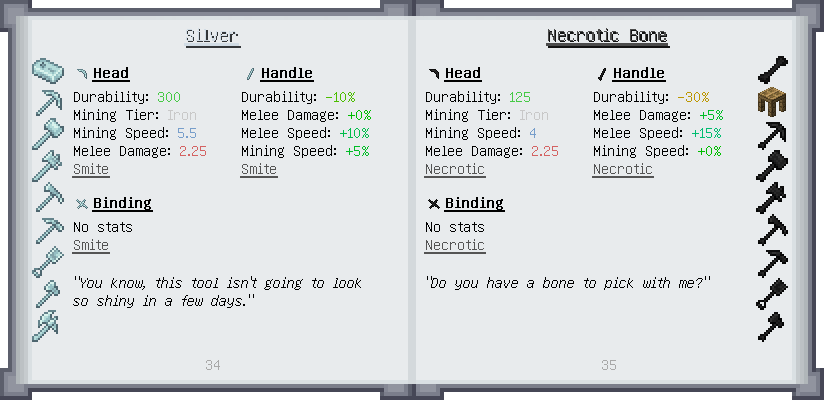 Silver
Head
Durability: 300
Mining Tier: Iron
Mining Speed: 5.5
Melee Damage: 2.25
Smite
Handle
Durability: -10%
Melee Damage: +0%
Melee Speed: +10%
Mining Speed: +5%
Smite
Binding
No stats
Smite
"You know, this tool isn't going to look
so shiny in a few days."
34
Necrotic Bone
Head
Durability: 125
Mining Tier: Iron
Mining Speed: 4
Melee Damage: 2.25
Necrotic
Handle
Durability: -30%
Melee Damage: +5%
Melee Speed: +15%
Mining Speed: +0%
Necrotic
Binding
No stats
Necrotic
"Do you have a bone to pick with me?"
35